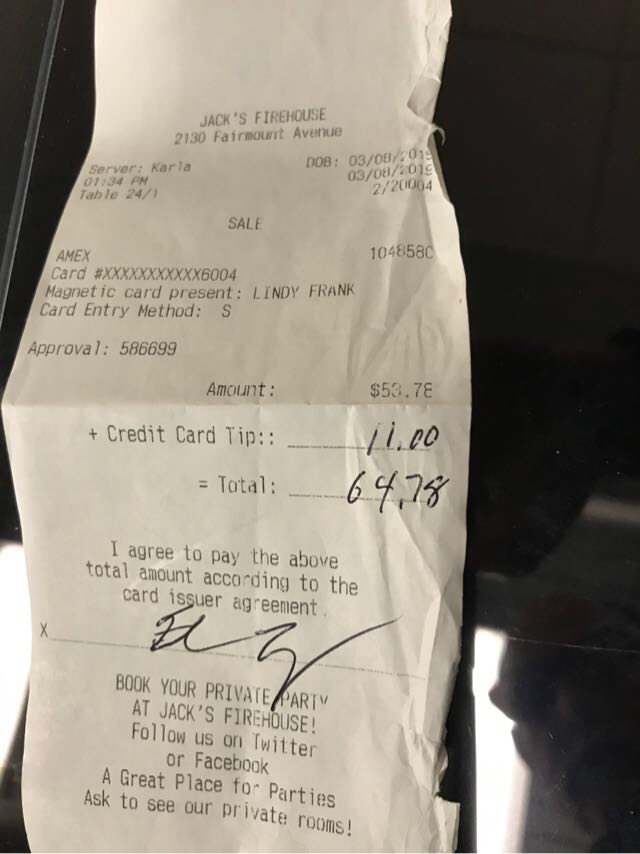 JACK'S FIREHOUSE
2130 Fairmount Avenue
Server: Karla DOB: 03/08/2019
01:34 PM 03/08/2019
Table 24/1 2/20004
SALE
AMEX 1048580
Card #XXXXXXXXXXX6004
Magnetic card present: LINDY FRANK
Card Entry Method: S
Approval: 586699
Amount: $53.78
+ Credit Card Tip:: 11.00
= Total: 64.78
I agree to pay the above
total amount according to the
card issuer agreement.
X
BOOK YOUR PRIVATE PARTY
AT JACK'S FIREHOUSE!
Follow us on Twitter
or Facebook
A Great Place for Parties
Ask to see our private rooms!